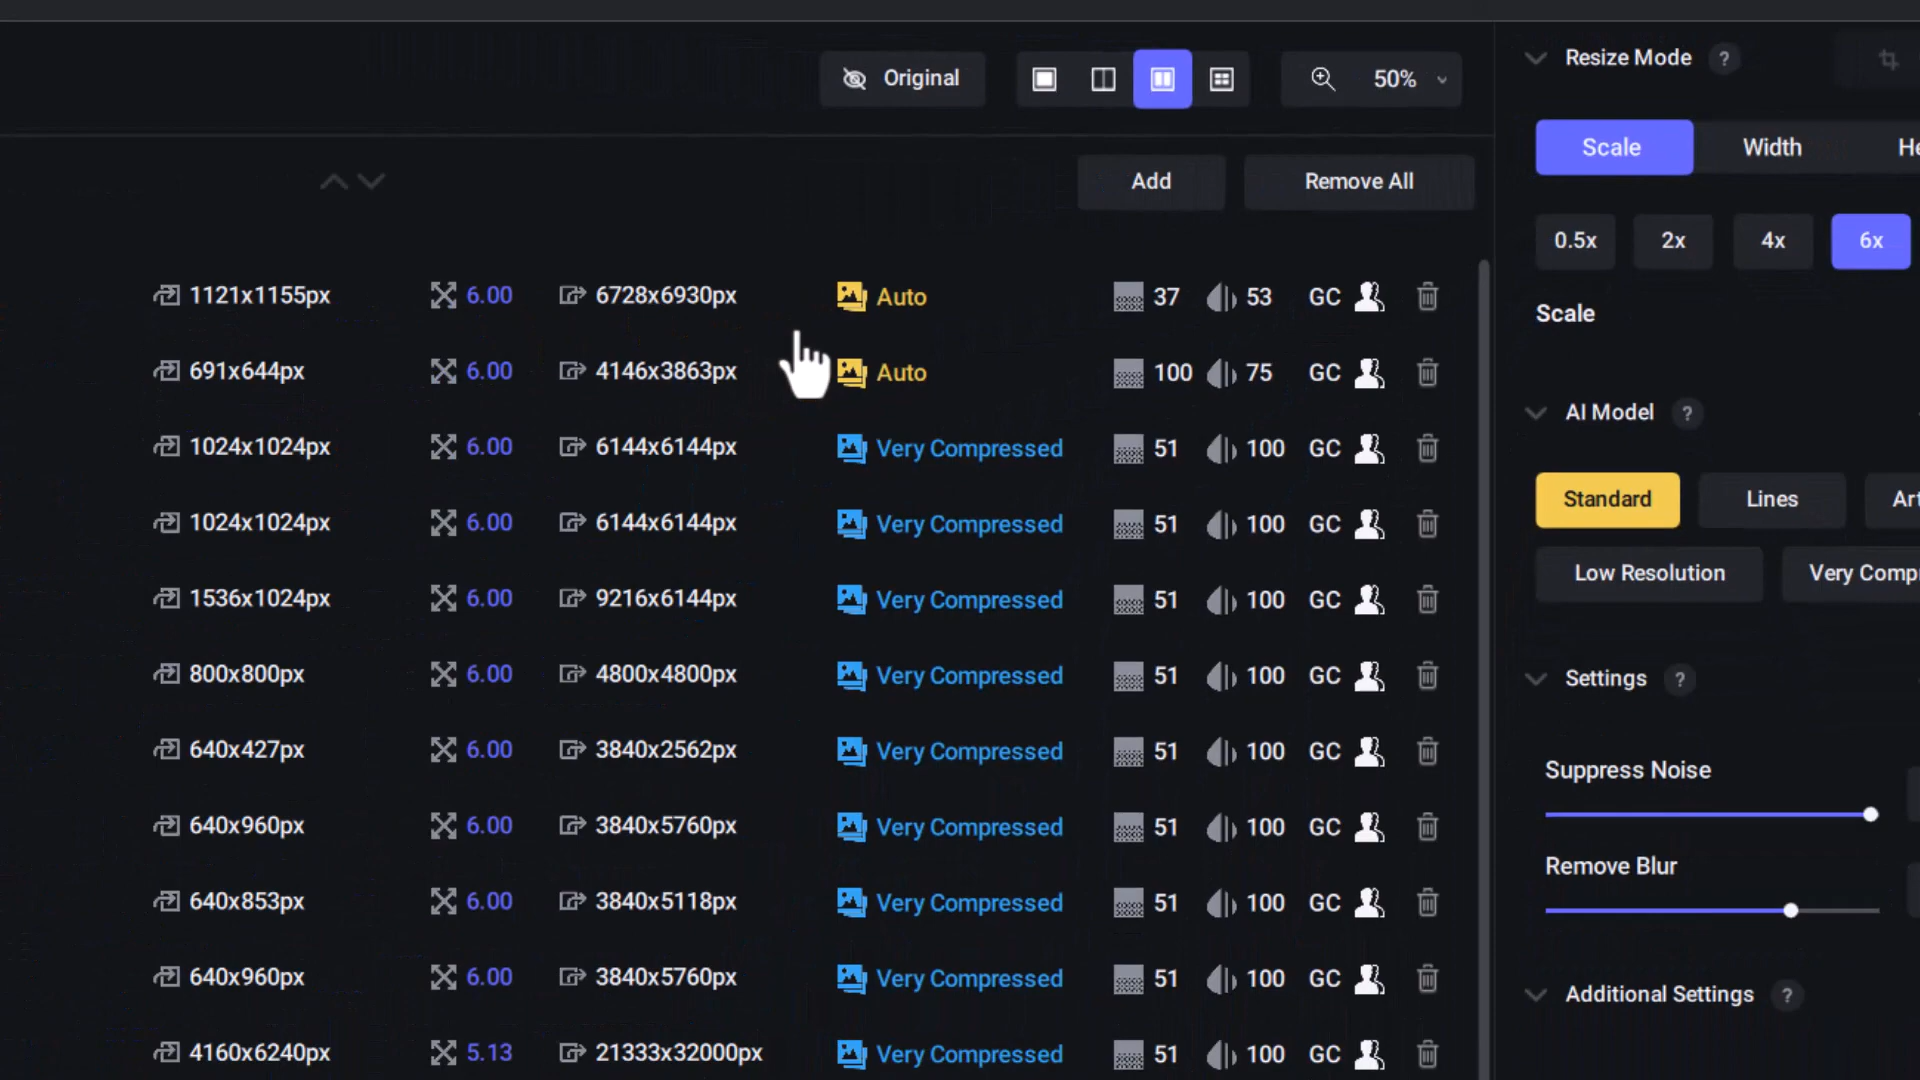 Original
50%
Add
Remove All
1121x1155px 6.00 6728x6930px Auto 37 53 GC
691x644px 6.00 4146x3863px Auto 100 75 GC
1024x1024px 6.00 6144x6144px Very Compressed 51 100 GC
1024x1024px 6.00 6144x6144px Very Compressed 51 100 GC
1536x1024px 6.00 9216x6144px Very Compressed 51 100 GC
800x800px 6.00 4800x4800px Very Compressed 51 100 GC
640x427px 6.00 3840x2562px Very Compressed 51 100 GC
640x960px 6.00 3840x5760px Very Compressed 51 100 GC
640x853px 6.00 3840x5118px Very Compressed 51 100 GC
640x960px 6.00 3840x5760px Very Compressed 51 100 GC
4160x6240px 5.13 21333x32000px Very Compressed 51 100 GC
Resize Mode ?
Scale Width He
0.5x 2x 4x 6x
Scale
AI Model ?
Standard Lines Art
Low Resolution Very Comp
Settings ?
Suppress Noise
Remove Blur
Additional Settings ?